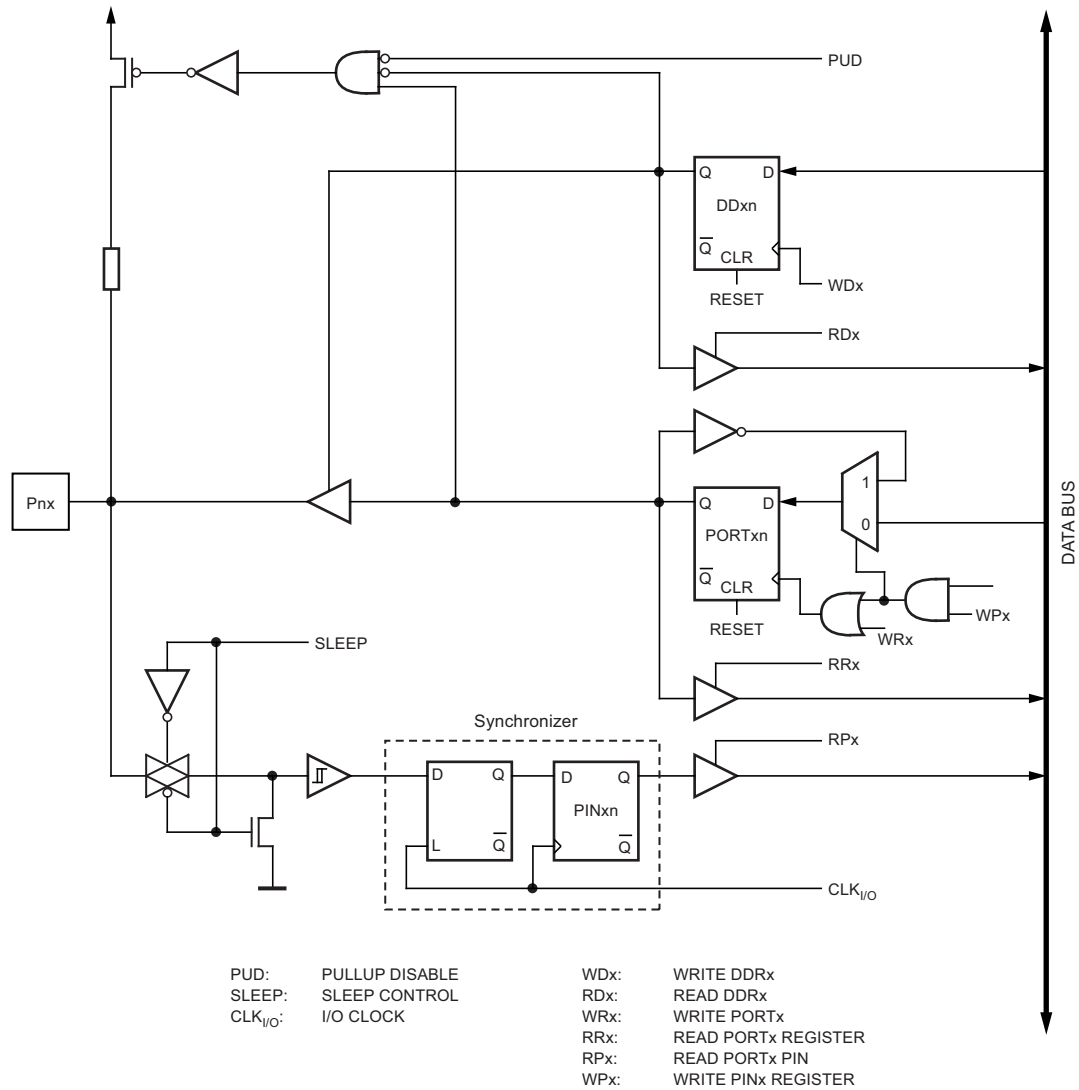 PUD
Q D
DDxn
Q
CLR
RESET
WDx
RDx
1
Pnx
Q D
0
PORTxn
DATA BUS
Q
CLR
RESET
WPx
WRx
SLEEP
RRx
Synchronizer
RPx
D Q
D Q
PINxn
L Q
Q
CLKI/O
PUD: PULLUP DISABLE
SLEEP: SLEEP CONTROL
CLKI/O: I/O CLOCK
WDx: WRITE DDRx
RDx: READ DDRx
WRx: WRITE PORTx
RRx: READ PORTx REGISTER
RPx: READ PORTx PIN
WPx: WRITE PINx REGISTER